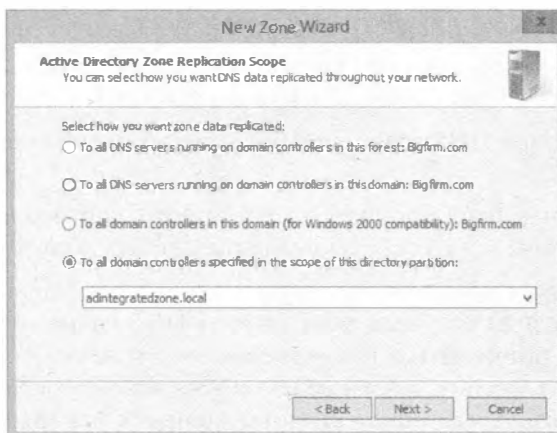 New Zone Wizard
x
Active Directory Zone Replication Scope
You can select how you want DNS data replicated throughout your network.
Select how you want zone data replicated:
To all DNS servers running on domain controllers in this forest: Bigfirm.com
To all DNS servers running on domain controllers in this domain: Bigfirm.com
To all domain controllers in this domain (for Windows 2000 compatibility): Bigfirm.com
To all domain controllers specified in the scope of this directory partition:
adintegratedzone.local
< Back Next > Cancel